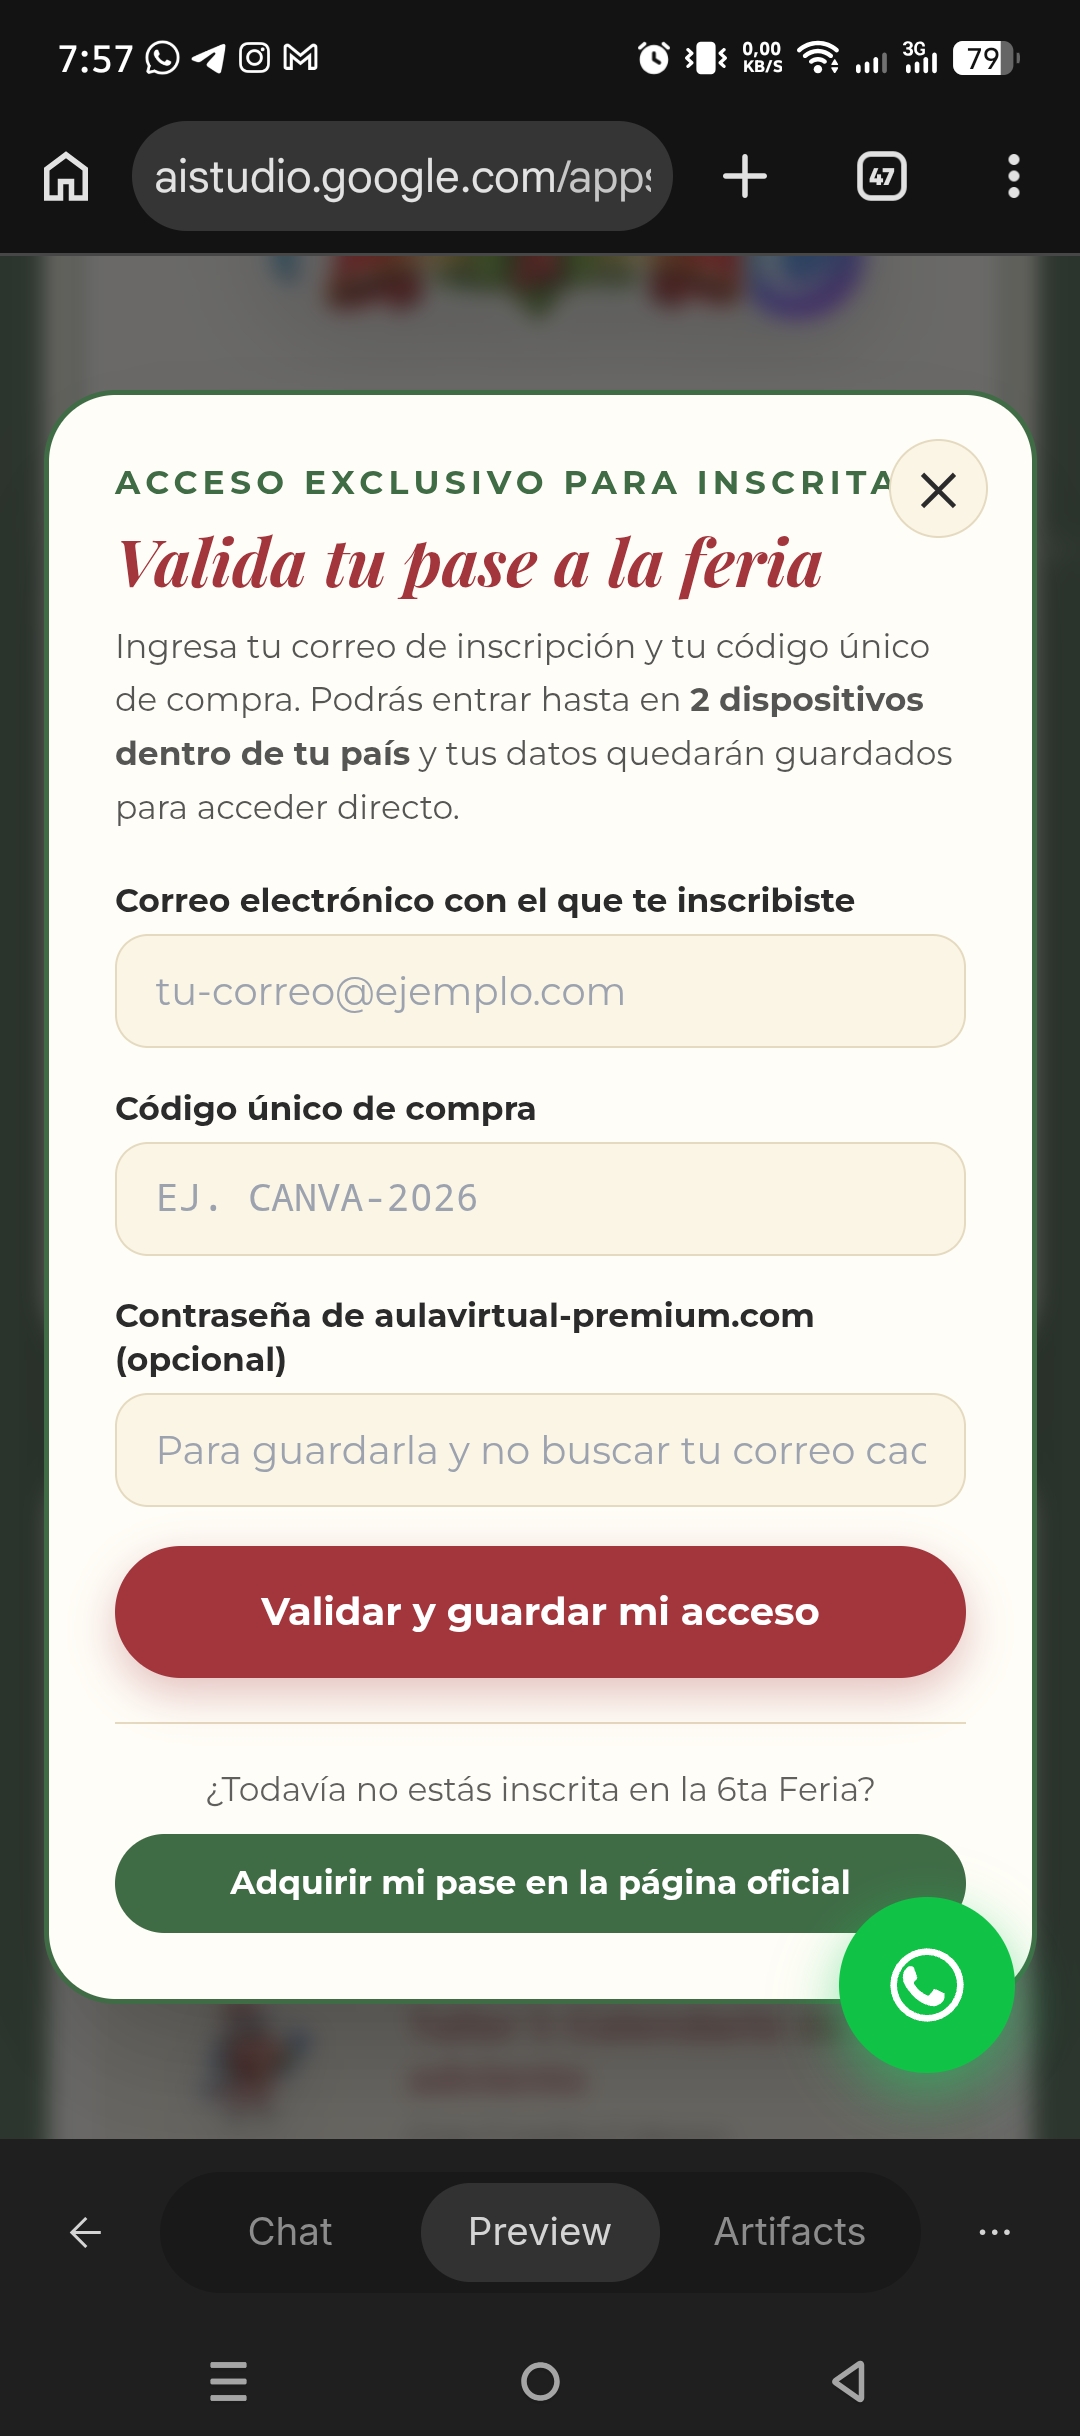 7:57
0,00
KB/S
3G
79
aistudio.google.com/apps
47
ACCESO EXCLUSIVO PARA INSCRITA
Valida tu pase a la feria
Ingresa tu correo de inscripción y tu código único
de compra. Podrás entrar hasta en 2 dispositivos
dentro de tu país y tus datos quedarán guardados
para acceder directo.
Correo electrónico con el que te inscribiste
tu-correo@ejemplo.com
Código único de compra
EJ. CANVA-2026
Contraseña de aulavirtual-premium.com
(opcional)
Para guardarla y no buscar tu correo cac
Validar y guardar mi acceso
¿Todavía no estás inscrita en la 6ta Feria?
Adquirir mi pase en la página oficial
Chat
Preview
Artifacts